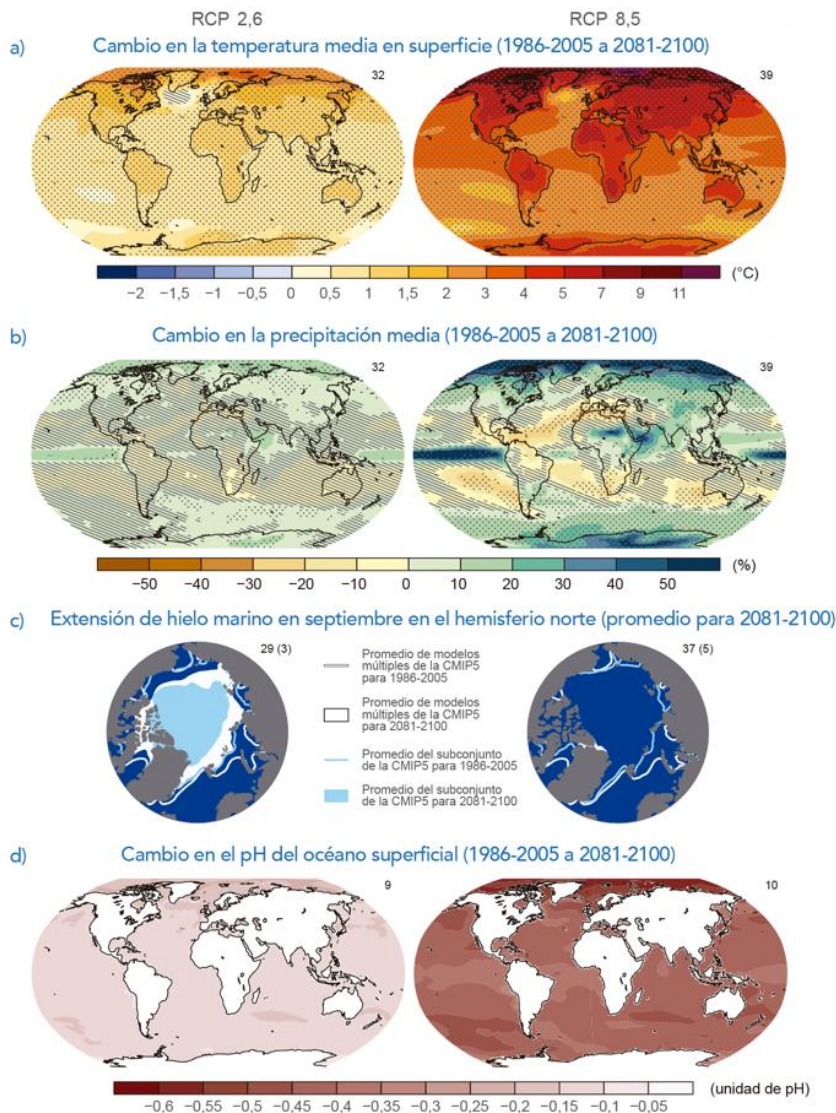 RCP 2,6 RCP 8,5
a) Cambio en la temperatura media en superficie (1986-2005 a 2081-2100)
32 39
−2 −1,5 −1 −0,5 0 0,5 1 1,5 2 3 4 5 7 9 11 (°C)
b) Cambio en la precipitación media (1986-2005 a 2081-2100)
32 39
−50 −40 −30 −20 −10 0 10 20 30 40 50 (%)
c) Extensión de hielo marino en septiembre en el hemisferio norte (promedio para 2081-2100)
29 (3) 37 (5)
Promedio de modelos
múltiples de la CMIP5
para 1986-2005
Promedio de modelos
múltiples de la CMIP5
para 2081-2100
Promedio del subconjunto
de la CMIP5 para 1986-2005
Promedio del subconjunto
de la CMIP5 para 2081-2100
d) Cambio en el pH del océano superficial (1986-2005 a 2081-2100)
9 10
−0,6 −0,55 −0,5 −0,45 −0,4 −0,35 −0,3 −0,25 −0,2 −0,15 −0,1 −0,05 (unidad de pH)